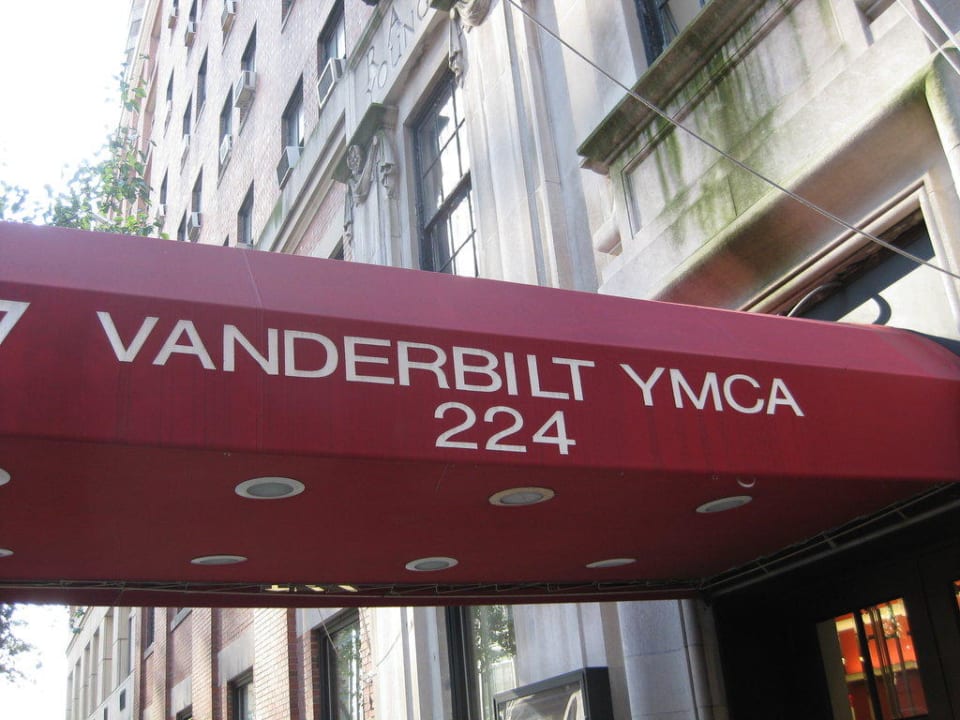 VANDERBILT YMCA
224